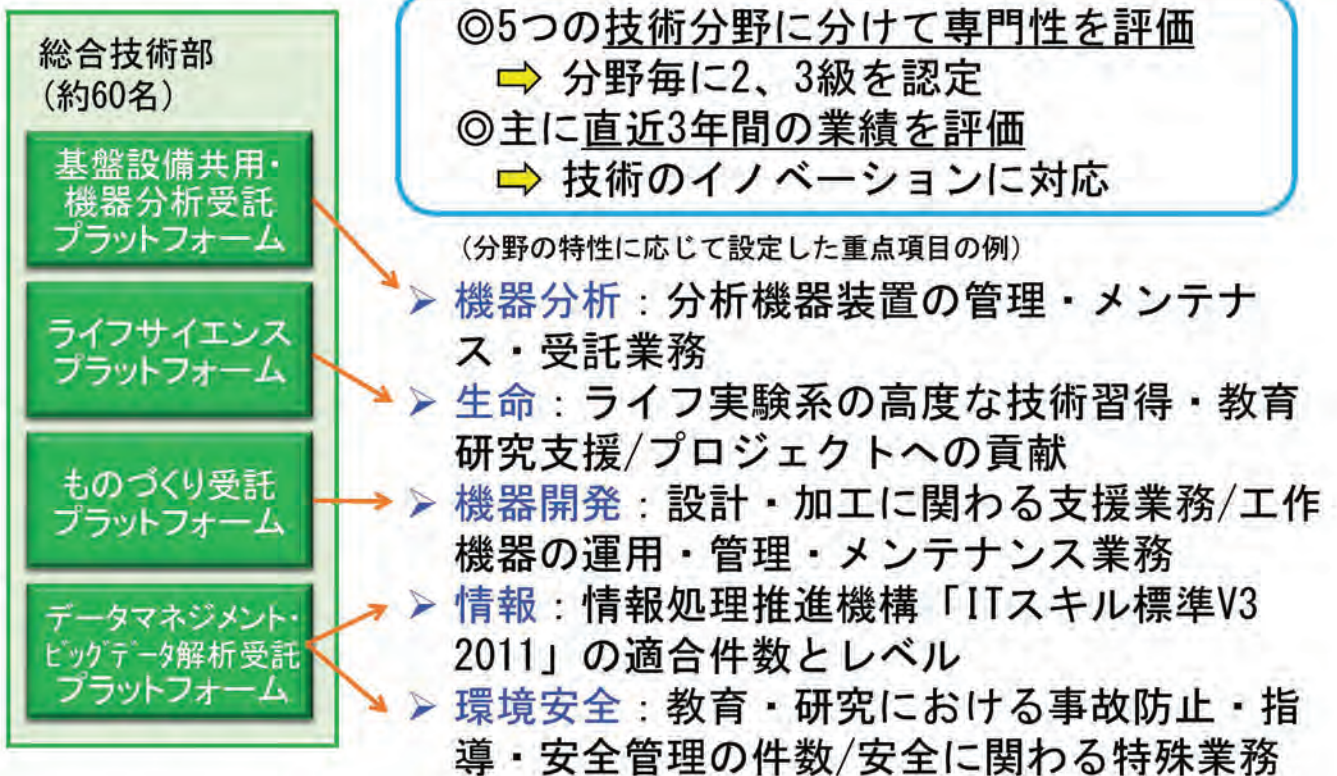 総合技術部
(約60名)
基盤設備共用・
機器分析受託
プラットフォーム
ライフサイエンス
プラットフォーム
ものづくり受託
プラットフォーム
データマネジメント・
ビッグデータ解析受託
プラットフォーム
◎5つの技術分野に分けて専門性を評価
⇨ 分野毎に2、3級を認定
◎主に直近3年間の業績を評価
⇨ 技術のイノベーションに対応
(分野の特性に応じて設定した重点項目の例)
➢ 機器分析：分析機器装置の管理・メンテナ
ス・受託業務
➢ 生命：ライフ実験系の高度な技術習得・教育
研究支援/プロジェクトへの貢献
➢ 機器開発：設計・加工に関わる支援業務/工作
機器の運用・管理・メンテナンス業務
➢ 情報：情報処理推進機構「ITスキル標準V3
2011」の適合件数とレベル
➢ 環境安全：教育・研究における事故防止・指
導・安全管理の件数/安全に関わる特殊業務